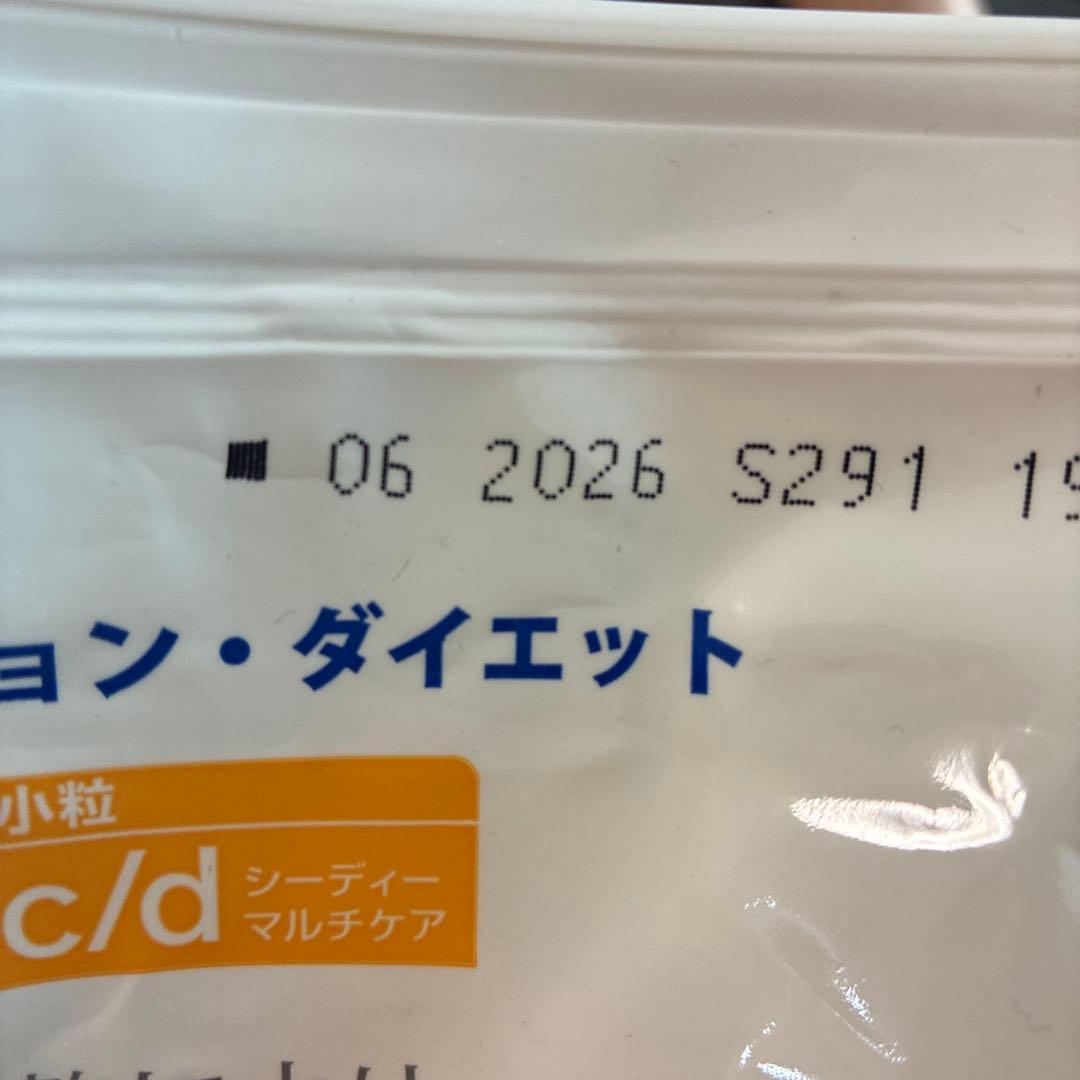 06 2026 S291 19
ョン・ダイエット
小粒
c/d
シーディー
マルチケア